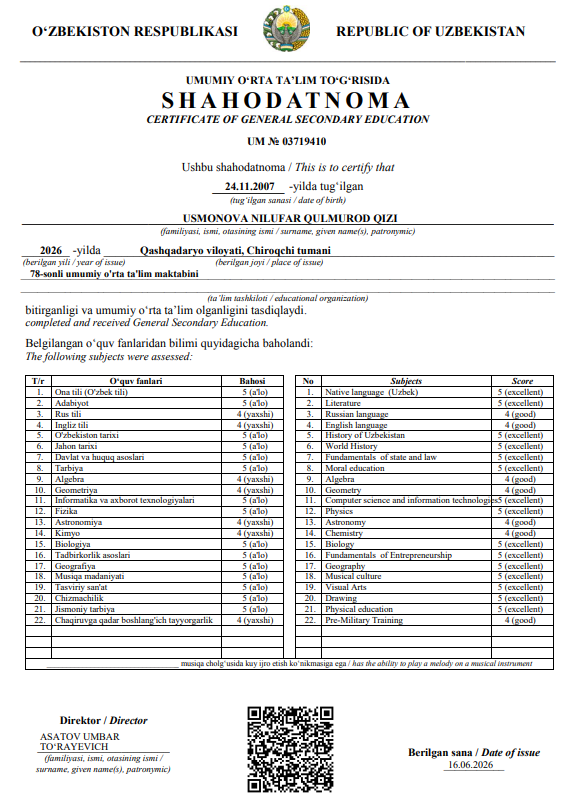 O‘ZBEKISTON RESPUBLIKASI REPUBLIC OF UZBEKISTAN
UMUMIY O‘RTA TA’LIM TO‘G‘RISIDA
SHAHODATNOMA
CERTIFICATE OF GENERAL SECONDARY EDUCATION
UM № 03719410
Ushbu shahodatnoma / This is to certify that
24.11.2007 -yilda tug‘ilgan
(tug‘ilgan sanasi / date of birth)
USMONOVA NILUFAR QULMUROD QIZI
(familiyasi, ismi, otasining ismi / surname, given name(s), patronymic)
2026 -yilda Qashqadaryo viloyati, Chiroqchi tumani
(berilgan yili / year of issue) (berilgan joyi / place of issue)
78-sonli umumiy o'rta ta'lim maktabini
(ta’lim tashkiloti / educational organization)
bitirganligi va umumiy o‘rta ta’lim olganligini tasdiqlaydi.
completed and received General Secondary Education.
Belgilangan o‘quv fanlaridan bilimi quyidagicha baholandi:
The following subjects were assessed:
T/r O‘quv fanlari Bahosi No Subjects Score
1. Ona tili (O'zbek tili) 5 (a'lo) 1. Native language (Uzbek) 5 (excellent)
2. Adabiyot 5 (a'lo) 2. Literature 5 (excellent)
3. Rus tili 4 (yaxshi) 3. Russian language 4 (good)
4. Ingliz tili 4 (yaxshi) 4. English language 4 (good)
5. O'zbekiston tarixi 5 (a'lo) 5. History of Uzbekistan 5 (excellent)
6. Jahon tarixi 5 (a'lo) 6. World History 5 (excellent)
7. Davlat va huquq asoslari 5 (a'lo) 7. Fundamentals of state and law 5 (excellent)
8. Tarbiya 5 (a'lo) 8. Moral education 5 (excellent)
9. Algebra 4 (yaxshi) 9. Algebra 4 (good)
10. Geometriya 4 (yaxshi) 10. Geometry 4 (good)
11. Informatika va axborot texnologiyalari 5 (a'lo) 11. Computer science and information technologies 5 (excellent)
12. Fizika 5 (a'lo) 12. Physics 5 (excellent)
13. Astronomiya 4 (yaxshi) 13. Astronomy 4 (good)
14. Kimyo 4 (yaxshi) 14. Chemistry 4 (good)
15. Biologiya 5 (a'lo) 15. Biology 5 (excellent)
16. Tadbirkorlik asoslari 5 (a'lo) 16. Fundamentals of Entrepreneurship 5 (excellent)
17. Geografiya 5 (a'lo) 17. Geography 5 (excellent)
18. Musiqa madaniyati 5 (a'lo) 18. Musical culture 5 (excellent)
19. Tasviriy san'at 5 (a'lo) 19. Visual Arts 5 (excellent)
20. Chizmachilik 5 (a'lo) 20. Drawing 5 (excellent)
21. Jismoniy tarbiya 5 (a'lo) 21. Physical education 5 (excellent)
22. Chaqiruvga qadar boshlang'ich tayyorgarlik 4 (yaxshi) 22. Pre-Military Training 4 (good)
musiqa cholg‘usida kuy ijro etish ko‘nikmasiga ega / has the ability to play a melody on a musical instrument
Direktor / Director
ASATOV UMBAR
TO‘RAYEVICH
(familiyasi, ismi, otasining ismi /
surname, given name(s), patronymic)
Berilgan sana / Date of issue
16.06.2026